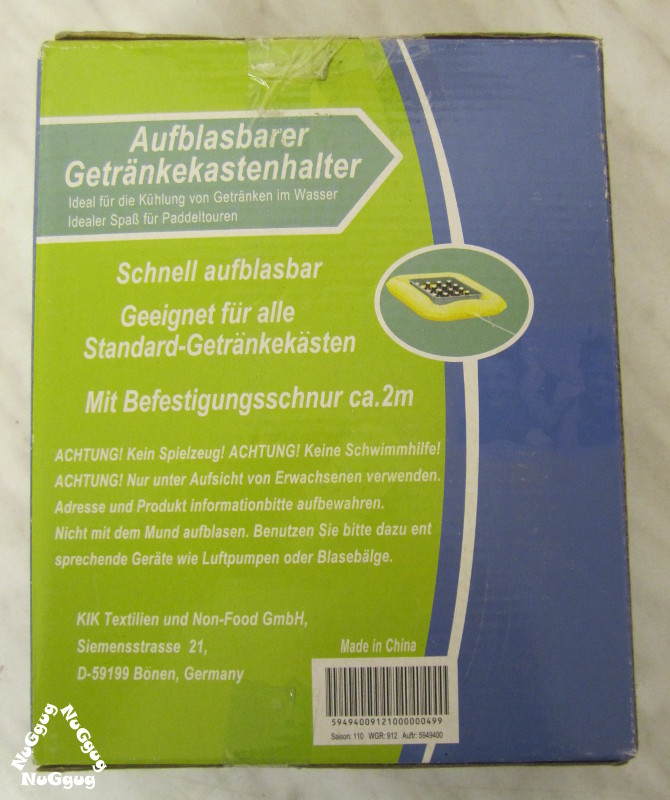 Aufblasbarer
Getränkekastenhalter
Ideal für die Kühlung von Getränken im Wasser
Idealer Spaß für Paddeltouren
Schnell aufblasbar
Geeignet für alle
Standard-Getränkekästen
Mit Befestigungsschnur ca.2m
ACHTUNG! Kein Spielzeug! ACHTUNG! Keine Schwimmhilfe!
ACHTUNG! Nur unter Aufsicht von Erwachsenen verwenden.
Adresse und Produkt informationbitte aufbewahren.
Nicht mit dem Mund aufblasen. Benutzen Sie bitte dazu ent
sprechende Geräte wie Luftpumpen oder Blasebälge.
KIK Textilien und Non-Food GmbH,
Siemensstrasse 21,
D-59199 Bönen, Germany
Made in China
59494009121000000499
Saison: 110 WGR: 912 Auftr: 5949400
NuGgug
NuGgug
NuGgug